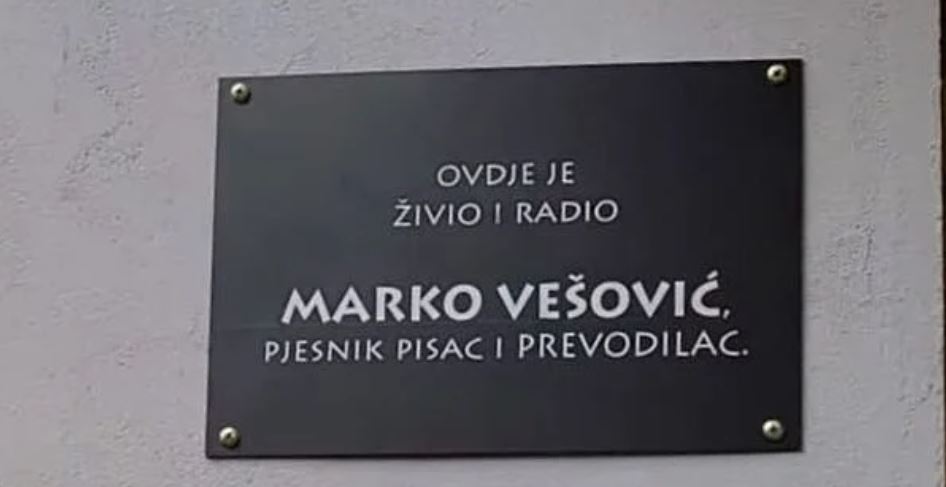 OVDJE JE
ŽIVIO I RADIO
MARKO VEŠOVIĆ,
PJESNIK PISAC I PREVODILAC.